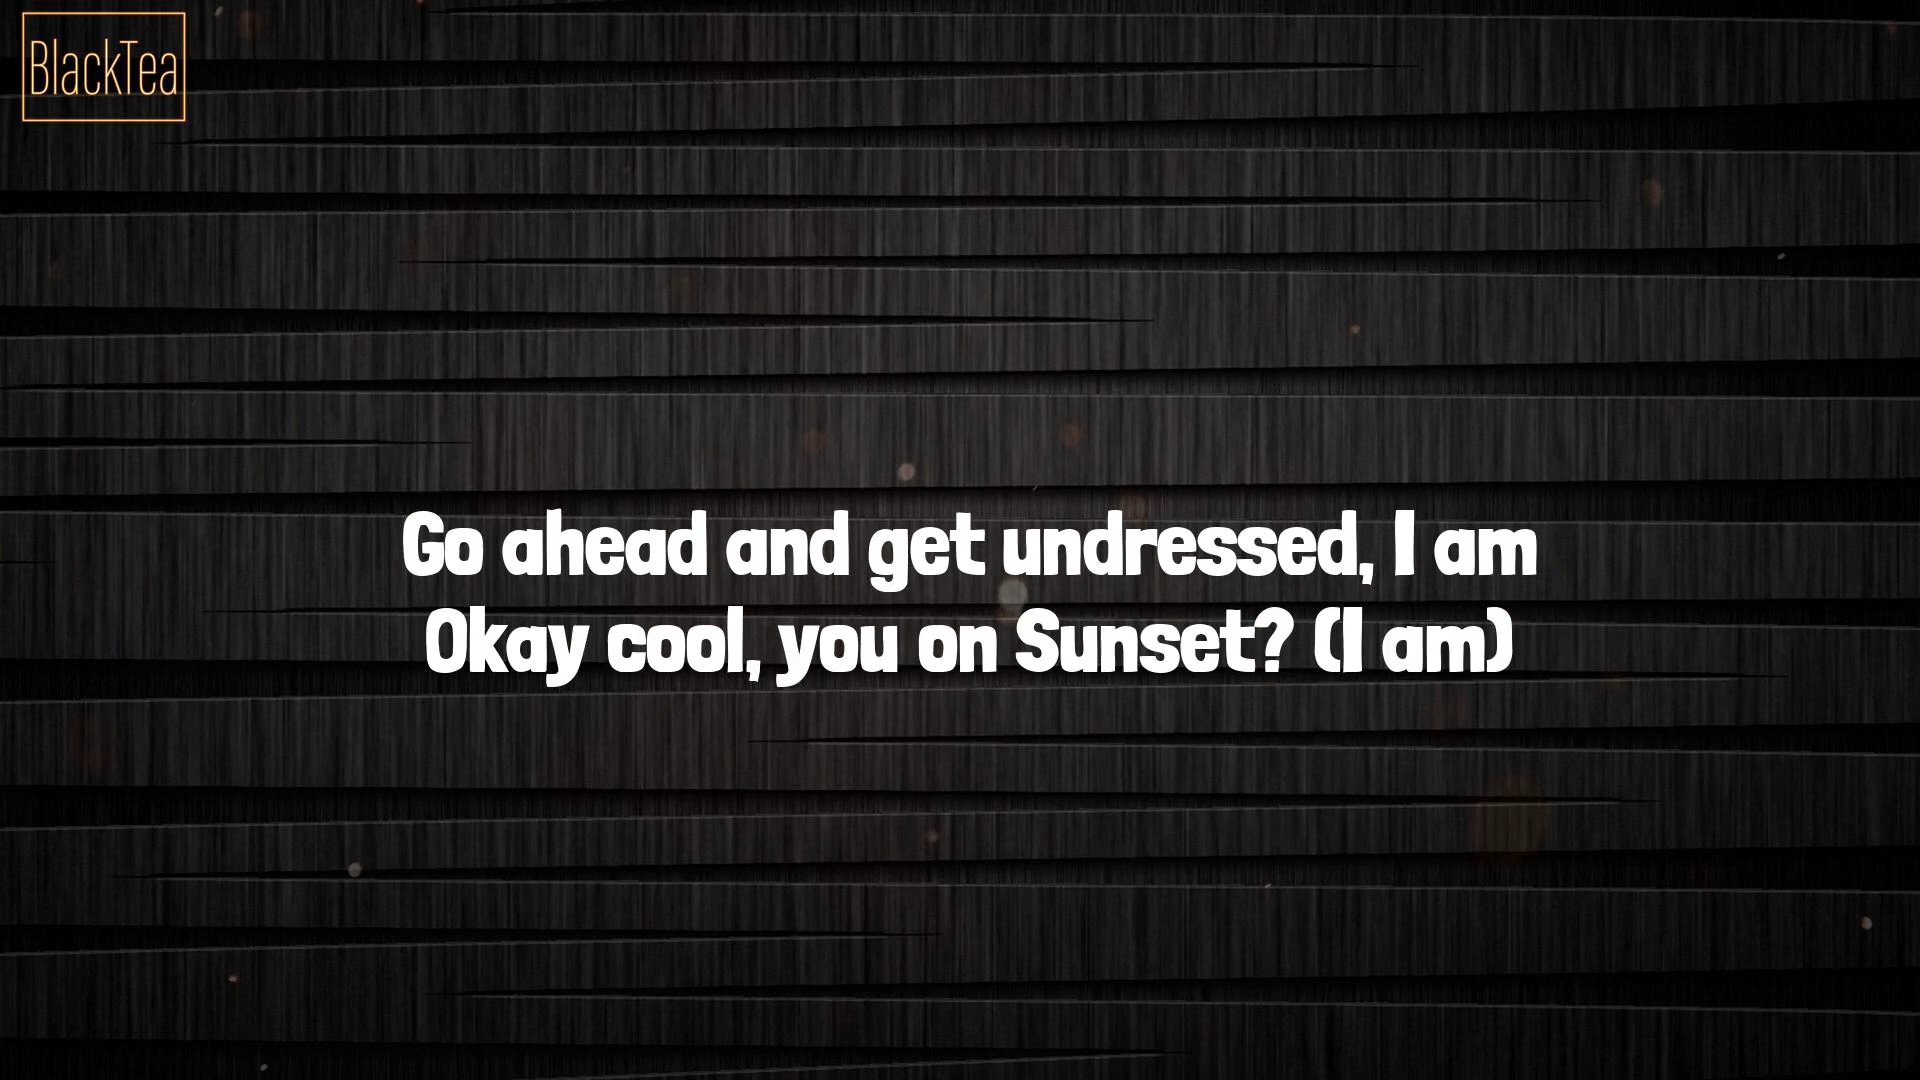 BlackTea
Go ahead and get undressed, I am
Okay cool, you on Sunset? (I am)